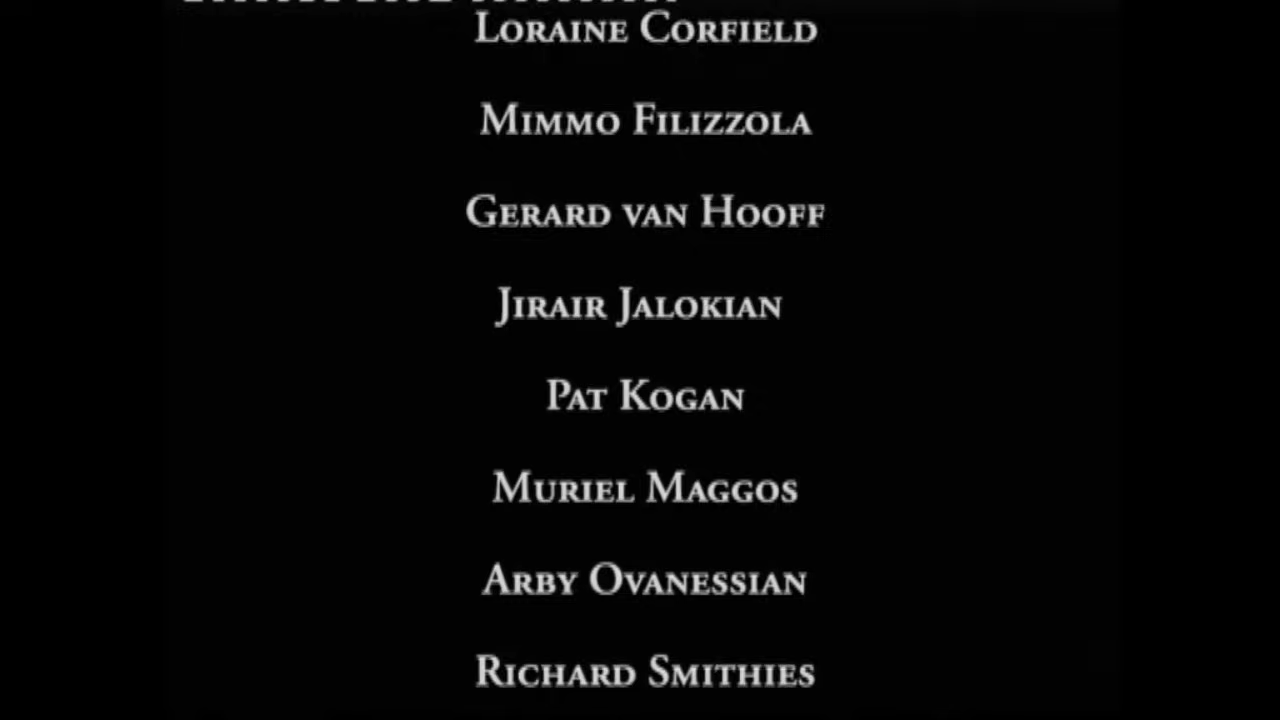 Loraine Corfield
Mimmo Filizzola
Gerard van Hooff
Jirair Jalokian
Pat Kogan
Muriel Maggos
Arby Ovanessian
Richard Smithies